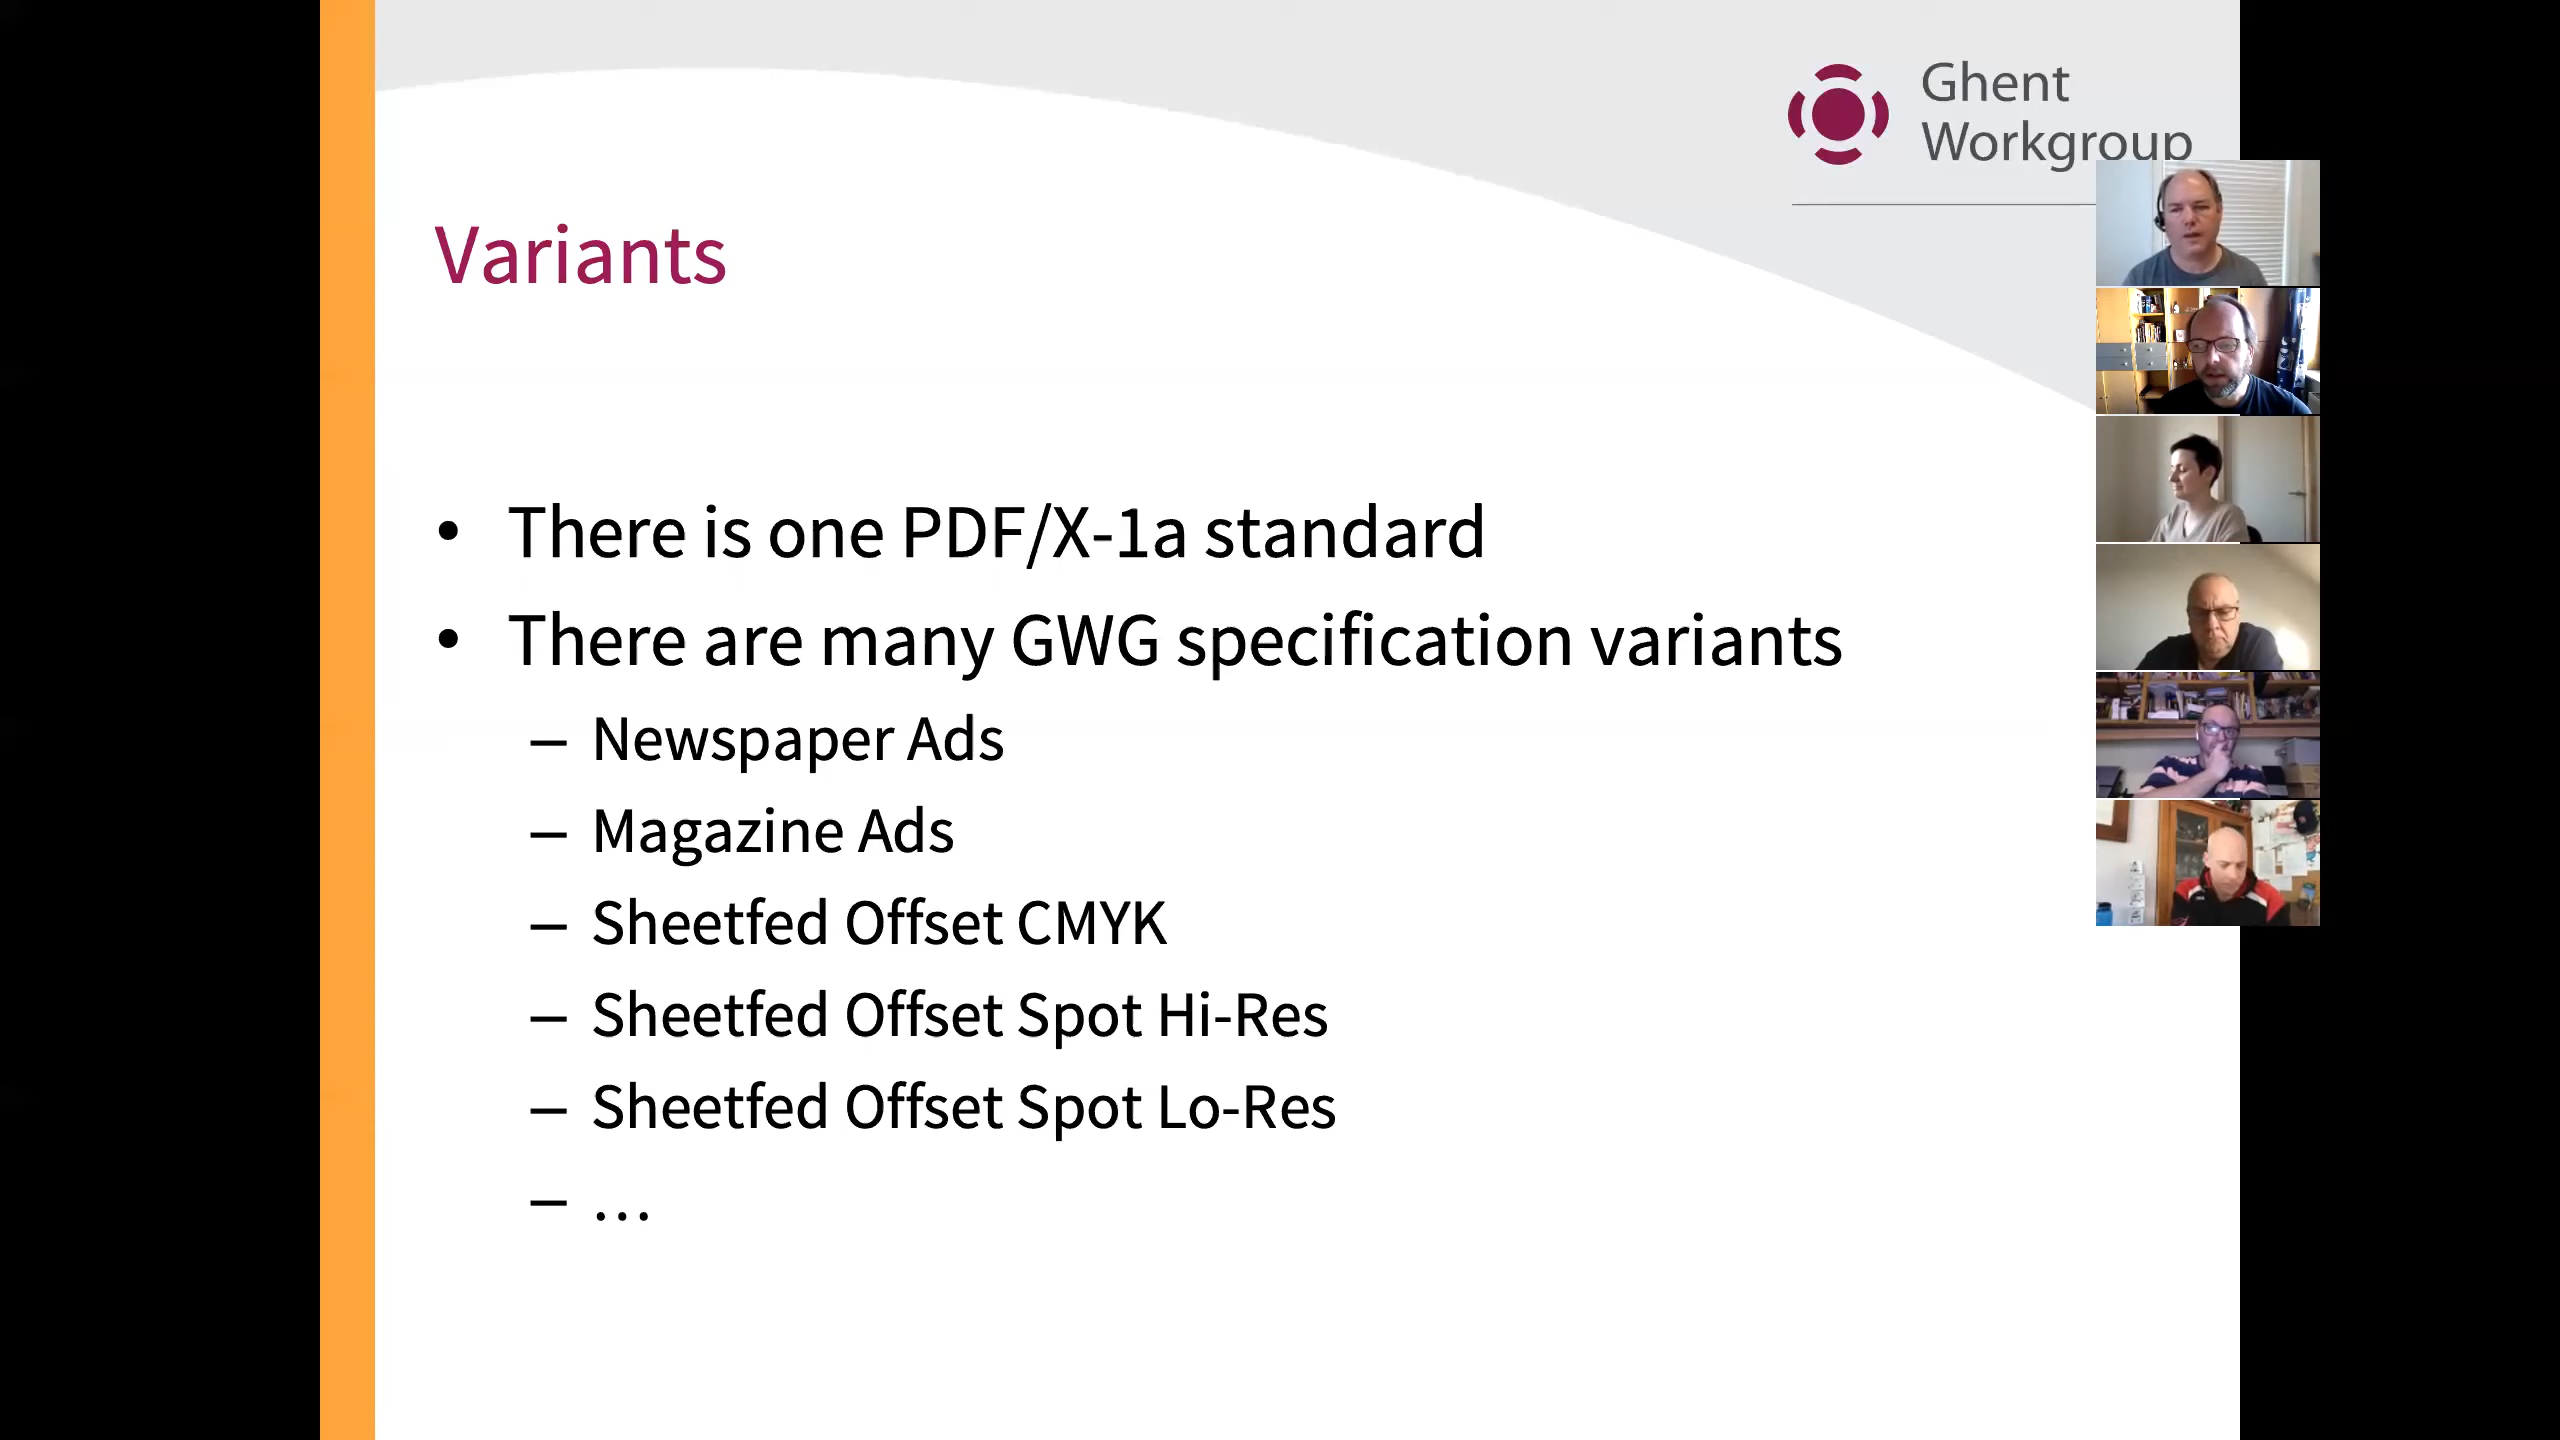 Ghent
Workgroup
Variants
• There is one PDF/X-1a standard
• There are many GWG specification variants
– Newspaper Ads
– Magazine Ads
– Sheetfed Offset CMYK
– Sheetfed Offset Spot Hi-Res
– Sheetfed Offset Spot Lo-Res
– …